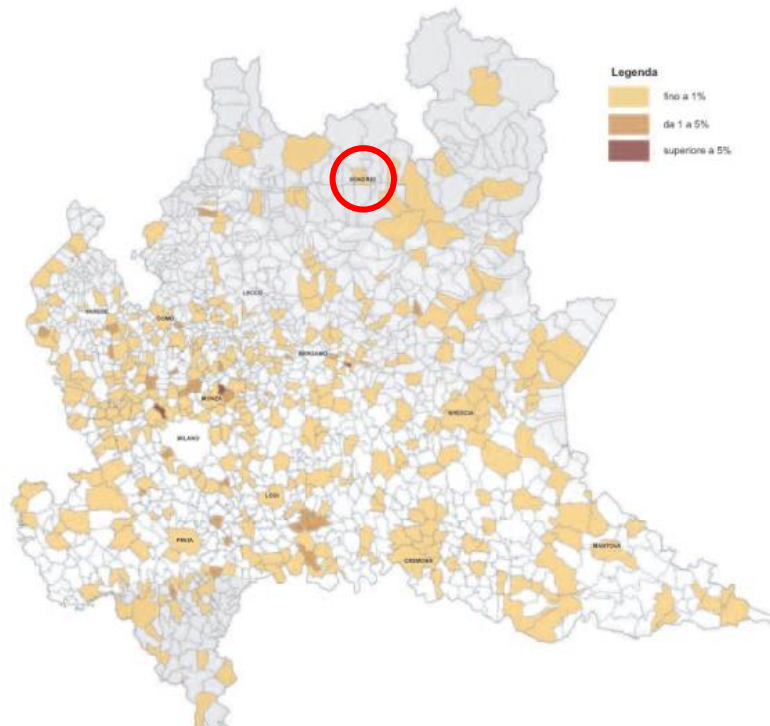 Legenda
fino a 1%
da 1 a 5%
superiore a 5%
SONDRIO
LECCO
VARESE
COMO
BERGAMO
MONZA
BRESCIA
MILANO
LODI
PAVIA
CREMONA
MANTOVA